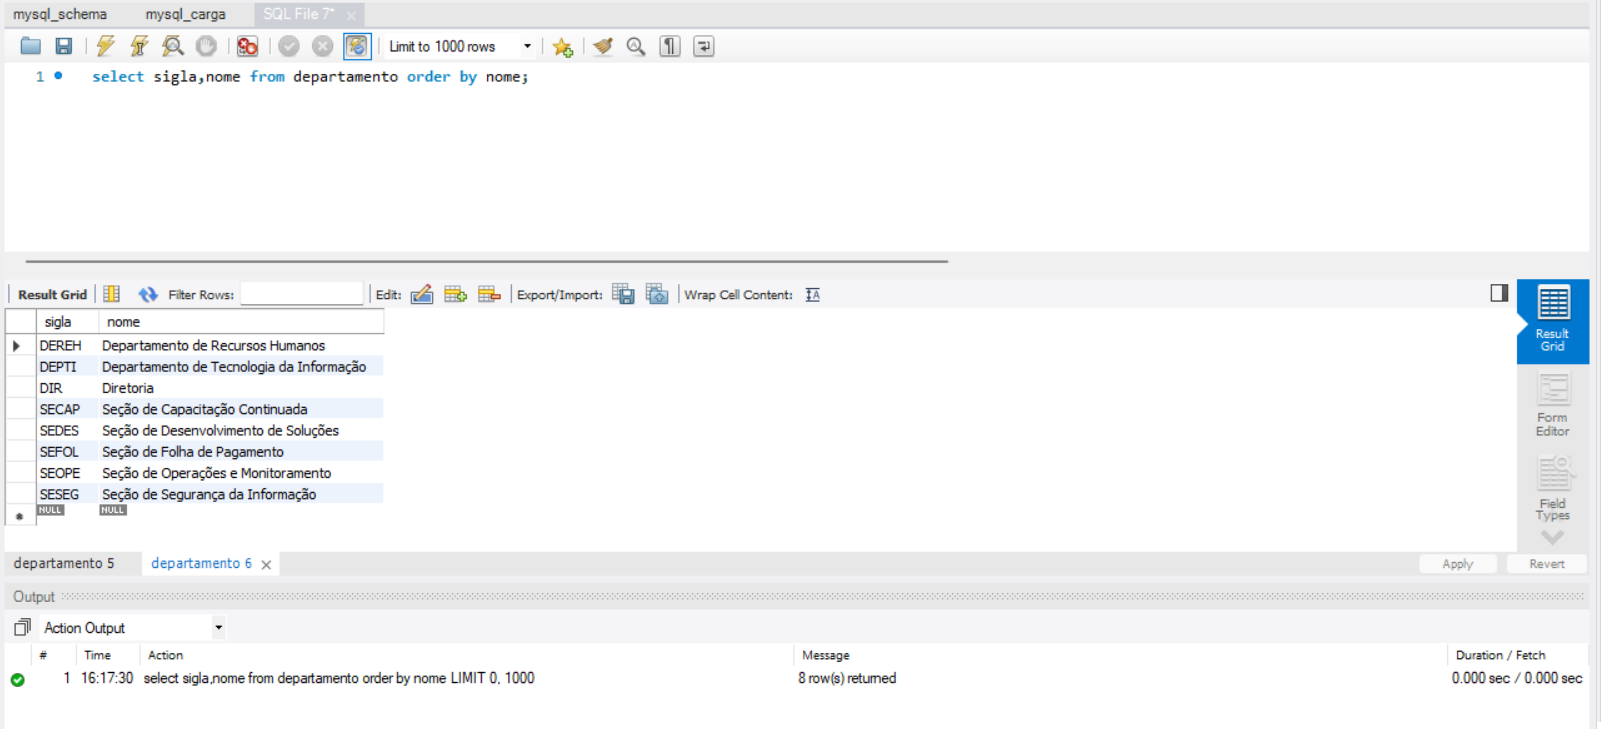 mysql_schema mysql_carga SQL File 7*
Limit to 1000 rows
1 select sigla,nome from departamento order by nome;
Result Grid Filter Rows: Edit: Export/Import: Wrap Cell Content:
sigla nome
DEREH Departamento de Recursos Humanos
DEPTI Departamento de Tecnologia da Informação
DIR Diretoria
SECAP Seção de Capacitação Continuada
SEDES Seção de Desenvolvimento de Soluções
SEFOL Seção de Folha de Pagamento
SEOPE Seção de Operações e Monitoramento
SESEG Seção de Segurança da Informação
NULL NULL
Result
Grid
Form
Editor
Field
Types
departamento 5 departamento 6 Apply Revert
Output
Action Output
# Time Action Message Duration / Fetch
1 16:17:30 select sigla,nome from departamento order by nome LIMIT 0, 1000 8 row(s) returned 0.000 sec / 0.000 sec